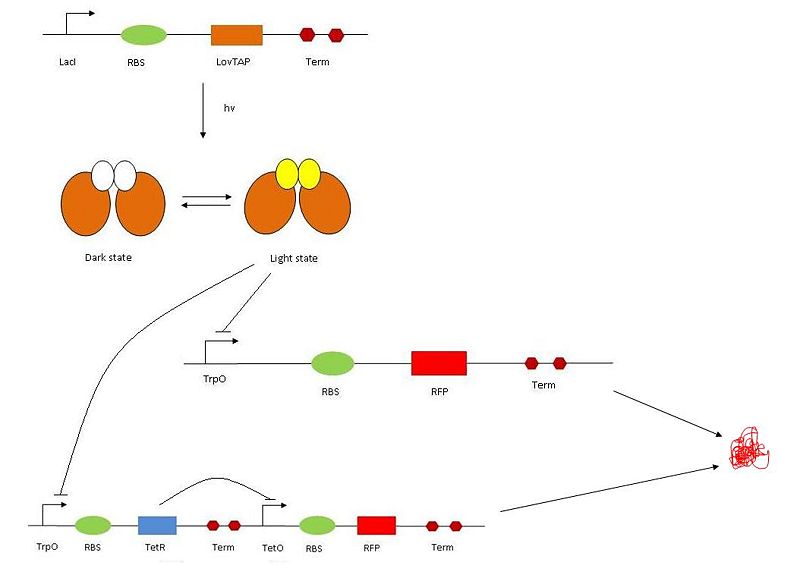 LacI RBS LovTAP Term
hν
Dark state Light state
TrpO RBS RFP Term
TrpO RBS TetR Term TetO RBS RFP Term